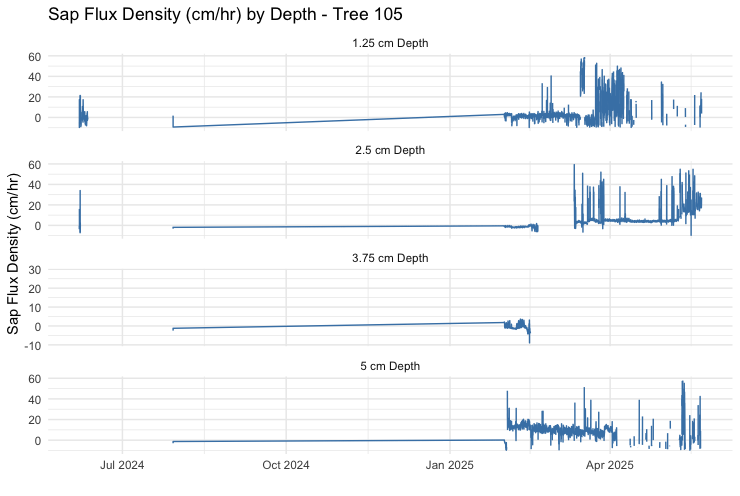 Sap Flux Density (cm/hr) by Depth - Tree 105
1.25 cm Depth
60
40
20
0
2.5 cm Depth
60
40
20
0
3.75 cm Depth
30
20
10
0
-10
5 cm Depth
60
40
20
0
Sap Flux Density (cm/hr)
Jul 2024 Oct 2024 Jan 2025 Apr 2025